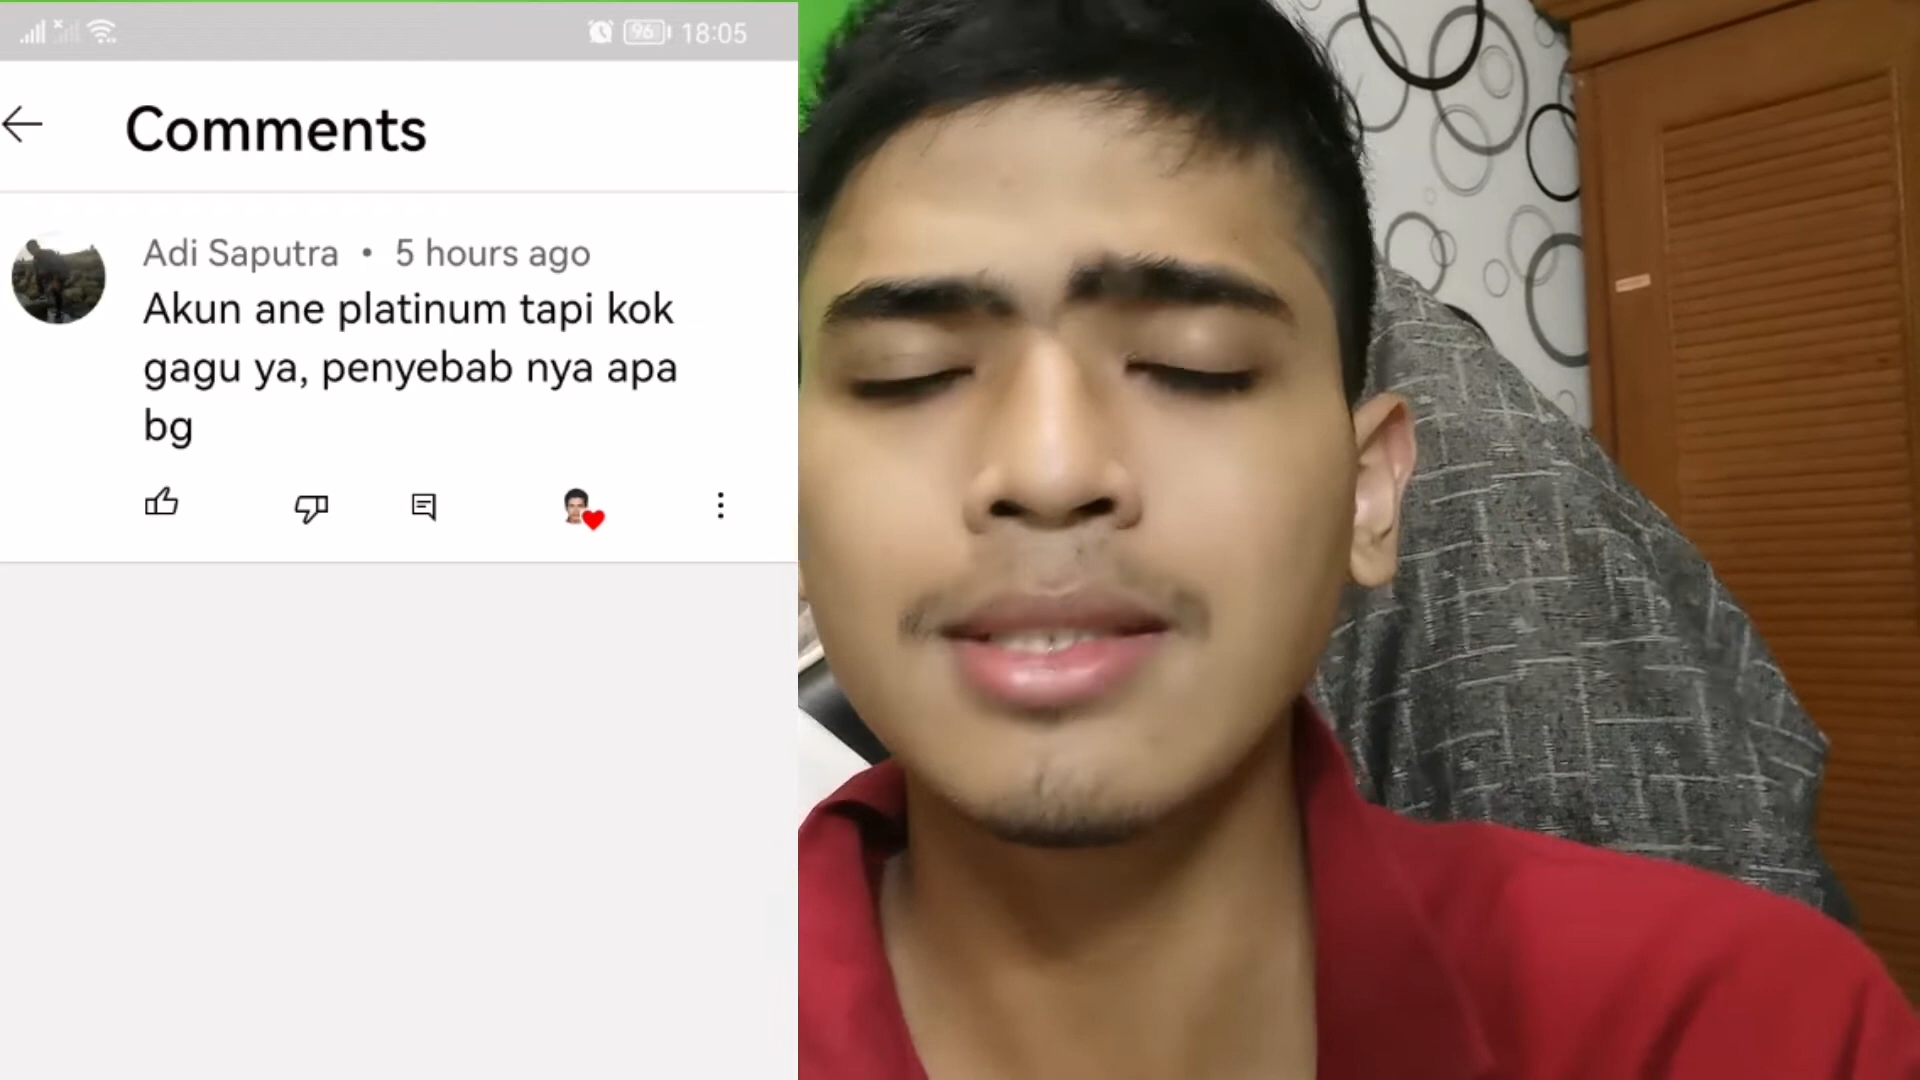 96 18:05
Comments
Adi Saputra • 5 hours ago
Akun ane platinum tapi kok
gagu ya, penyebab nya apa
bg